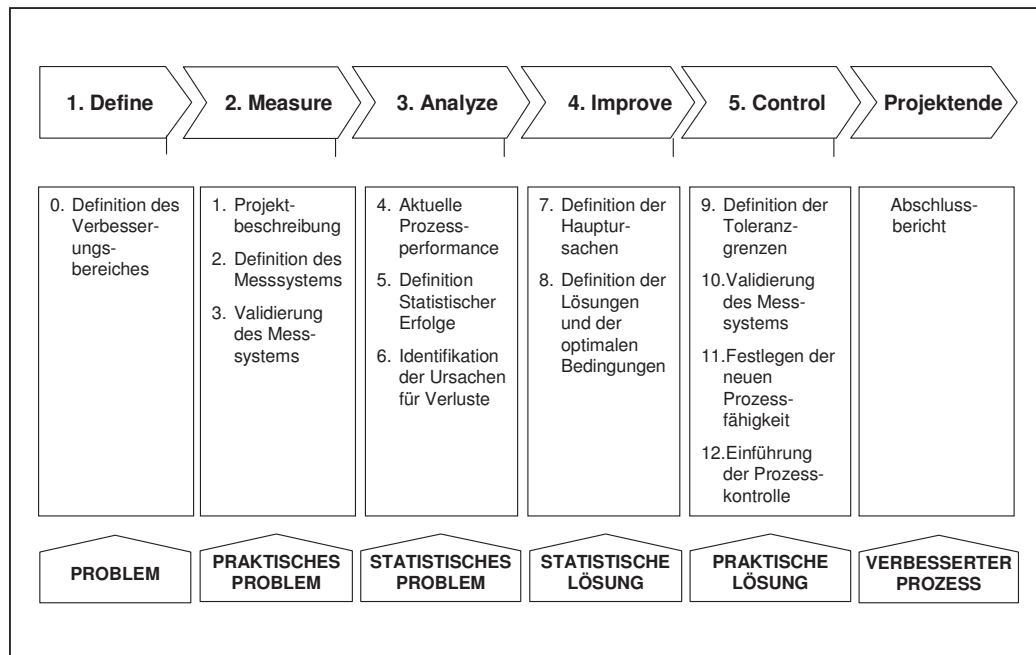 1. Define
2. Measure
3. Analyze
4. Improve
5. Control
Projektende
0. Definition des
Verbesser-
ungs-
bereiches
1. Projekt-
beschreibung
2. Definition des
Messsystems
3. Validierung
des Mess-
systems
4. Aktuelle
Prozess-
performance
5. Definition
Statistischer
Erfolge
6. Identifikation
der Ursachen
für Verluste
7. Definition der
Hauptur-
sachen
8. Definition der
Lösungen
und der
optimalen
Bedingungen
9. Definition der
Toleranz-
grenzen
10.Validierung
des Mess-
systems
11.Festlegen der
neuen
Prozess-
fähigkeit
12.Einführung
der Prozess-
kontrolle
Abschluss-
bericht
PROBLEM
PRAKTISCHES
PROBLEM
STATISTISCHES
PROBLEM
STATISTISCHE
LÖSUNG
PRAKTISCHE
LÖSUNG
VERBESSERTER
PROZESS